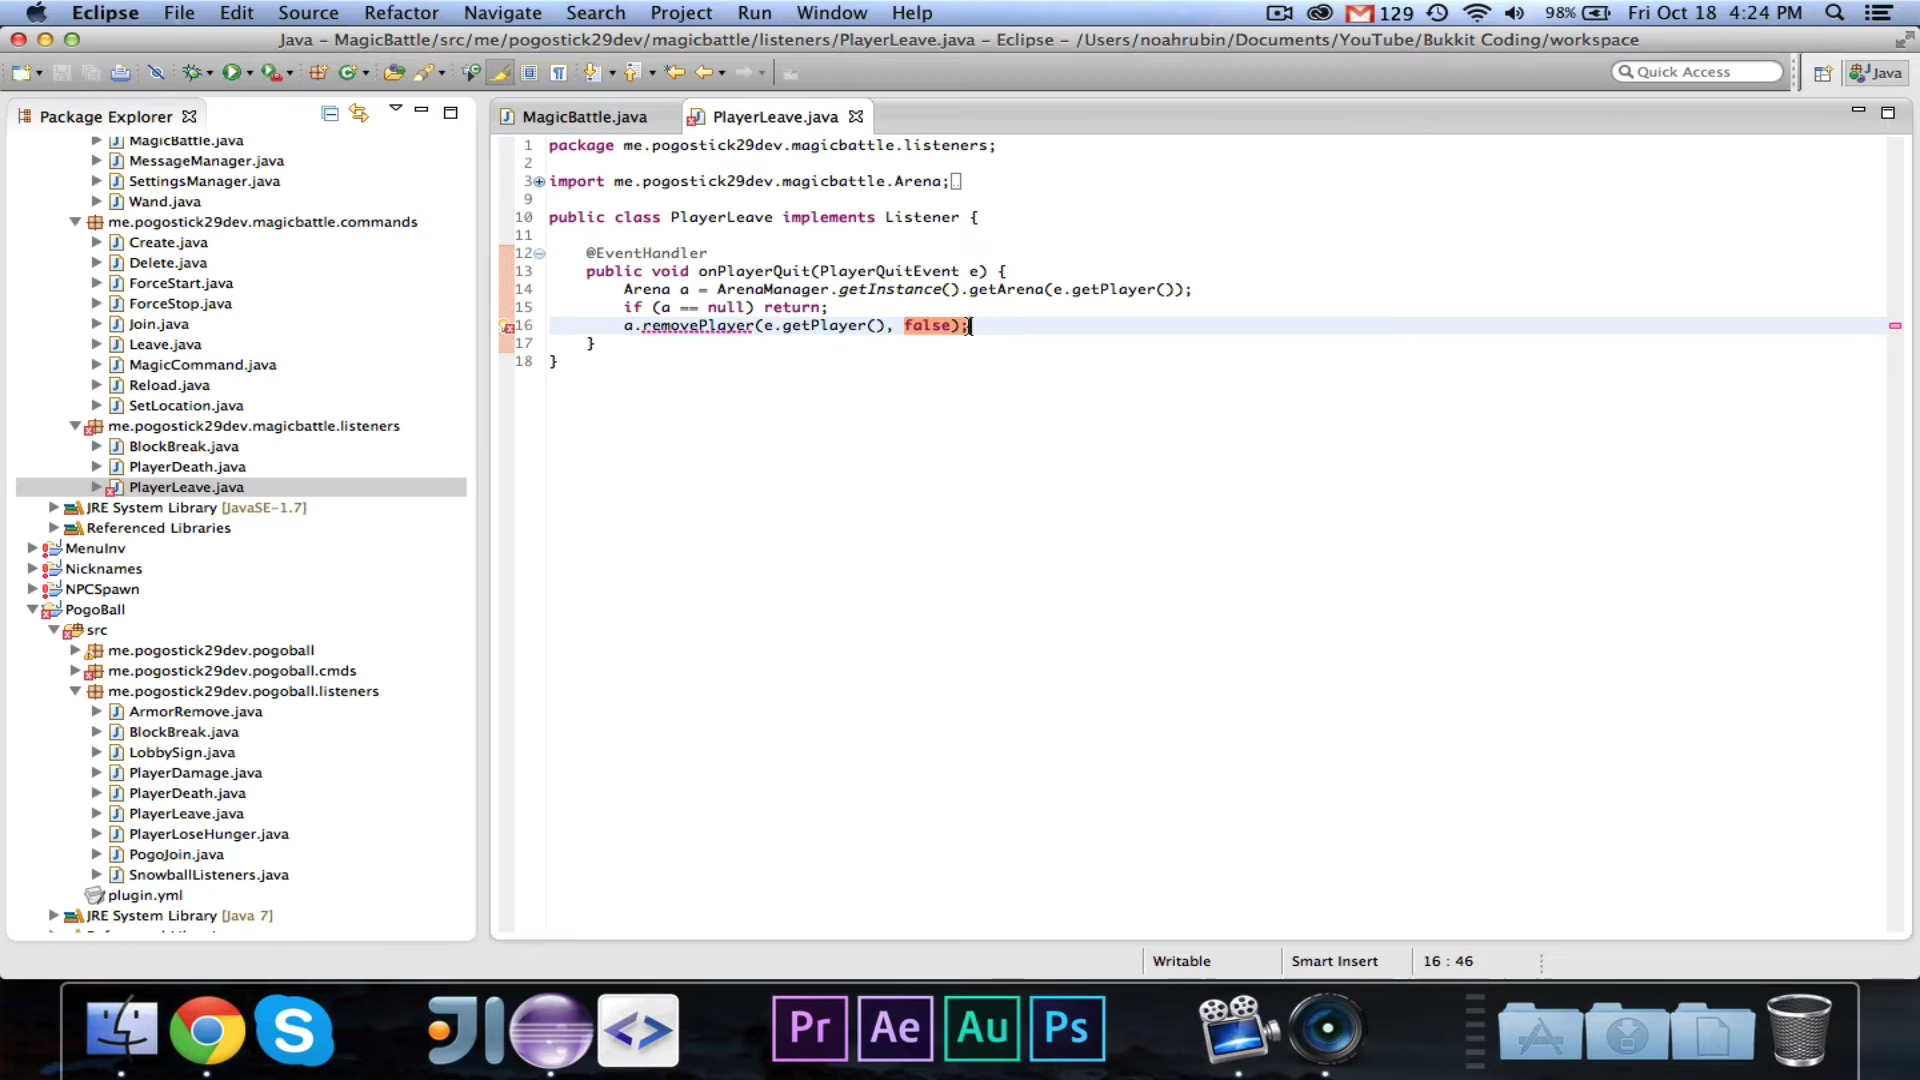 Eclipse File Edit Source Refactor Navigate Search Project Run Window Help 129 98% Fri Oct 18 4:24 PM
Java – MagicBattle/src/me/pogostick29dev/magicbattle/listeners/PlayerLeave.java – Eclipse – /Users/noahrubin/Documents/YouTube/Bukkit Coding/workspace
Quick Access Java
Package Explorer
MagicBattle.java
MessageManager.java
SettingsManager.java
Wand.java
me.pogostick29dev.magicbattle.commands
Create.java
Delete.java
ForceStart.java
ForceStop.java
Join.java
Leave.java
MagicCommand.java
Reload.java
SetLocation.java
me.pogostick29dev.magicbattle.listeners
BlockBreak.java
PlayerDeath.java
PlayerLeave.java
JRE System Library [JavaSE-1.7]
Referenced Libraries
MenuInv
Nicknames
NPCSpawn
PogoBall
src
me.pogostick29dev.pogoball
me.pogostick29dev.pogoball.cmds
me.pogostick29dev.pogoball.listeners
ArmorRemove.java
BlockBreak.java
LobbySign.java
PlayerDamage.java
PlayerDeath.java
PlayerLeave.java
PlayerLoseHunger.java
PogoJoin.java
SnowballListeners.java
plugin.yml
JRE System Library [Java 7]
MagicBattle.java PlayerLeave.java
1 package me.pogostick29dev.magicbattle.listeners;
2
3 import me.pogostick29dev.magicbattle.Arena;
9
10 public class PlayerLeave implements Listener {
11
12 @EventHandler
13 public void onPlayerQuit(PlayerQuitEvent e) {
14 Arena a = ArenaManager.getInstance().getArena(e.getPlayer());
15 if (a == null) return;
16 a.removePlayer(e.getPlayer(), false);
17 }
18 }
Writable Smart Insert 16 : 46
Pr Ae Au Ps